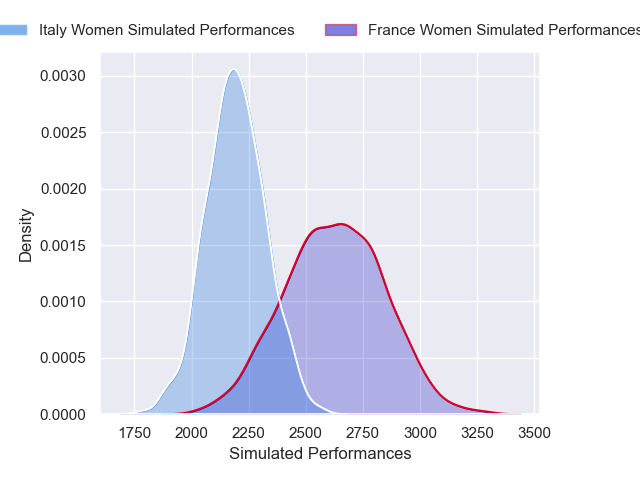 Italy Women Simulated Performances France Women Simulated Performances
0.0030
0.0025
0.0020
0.0015
0.0010
0.0005
0.0000
Density
1750 2000 2250 2500 2750 3000 3250 3500
Simulated Performances